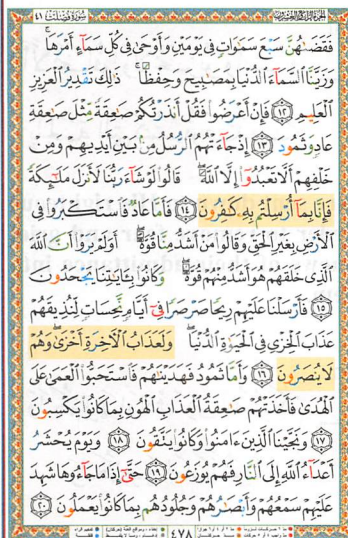 سورة فصلت ٤١
فَقَضَىٰهُنَّ سَبْعَ سَمَٰوَاتٍ فِى يَوْمَيْنِ وَأَوْحَىٰ فِى كُلِّ سَمَآءٍ أَمْرَهَا ۚ
وَزَيَّنَّا ٱلسَّمَآءَ ٱلدُّنْيَا بِمَصَٰبِيحَ وَحِفْظًا ۚ ذَٰلِكَ تَقْدِيرُ ٱلْعَزِيزِ
ٱلْعَلِيمِ ١٢ فَإِنْ أَعْرَضُوا۟ فَقُلْ أَنذَرْتُكُمْ صَٰعِقَةً مِّثْلَ صَٰعِقَةِ
عَادٍ وَثَمُودَ ١٣ إِذْ جَآءَتْهُمُ ٱلرُّسُلُ مِنۢ بَيْنِ أَيْدِيهِمْ وَمِنْ
خَلْفِهِمْ أَلَّا تَعْبُدُوٓا۟ إِلَّا ٱللَّهَ ۖ قَالُوا۟ لَوْ شَآءَ رَبُّنَا لَأَنزَلَ مَلَٰٓئِكَةً
فَإِنَّا بِمَآ أُرْسِلْتُم بِهِۦ كَٰفِرُونَ ١٤ فَأَمَّا عَادٌ فَٱسْتَكْبَرُوا۟ فِى
ٱلْأَرْضِ بِغَيْرِ ٱلْحَقِّ وَقَالُوا۟ مَنْ أَشَدُّ مِنَّا قُوَّةً ۖ أَوَلَمْ يَرَوْا۟ أَنَّ ٱللَّهَ
ٱلَّذِى خَلَقَهُمْ هُوَ أَشَدُّ مِنْهُمْ قُوَّةً ۖ وَكَانُوا۟ بِـَٔايَٰتِنَا يَجْحَدُونَ
١٥ فَأَرْسَلْنَا عَلَيْهِمْ رِيحًا صَرْصَرًا فِىٓ أَيَّامٍ نَّحِسَاتٍ لِّنُذِيقَهُمْ
عَذَابَ ٱلْخِزْىِ فِى ٱلْحَيَوٰةِ ٱلدُّنْيَا ۖ وَلَعَذَابُ ٱلْـَٔاخِرَةِ أَخْزَىٰ ۖ وَهُمْ
لَا يُنصَرُونَ ١٦ وَأَمَّا ثَمُودُ فَهَدَيْنَٰهُمْ فَٱسْتَحَبُّوا۟ ٱلْعَمَىٰ عَلَى
ٱلْهُدَىٰ فَأَخَذَتْهُمْ صَٰعِقَةُ ٱلْعَذَابِ ٱلْهُونِ بِمَا كَانُوا۟ يَكْسِبُونَ
١٧ وَنَجَّيْنَا ٱلَّذِينَ ءَامَنُوا۟ وَكَانُوا۟ يَتَّقُونَ ١٨ وَيَوْمَ يُحْشَرُ
أَعْدَآءُ ٱللَّهِ إِلَى ٱلنَّارِ فَهُمْ يُوزَعُونَ ١٩ حَتَّىٰٓ إِذَا مَا جَآءُوهَا شَهِدَ
عَلَيْهِمْ سَمْعُهُمْ وَأَبْصَٰرُهُمْ وَجُلُودُهُم بِمَا كَانُوا۟ يَعْمَلُونَ ٢٠
٤٧٨